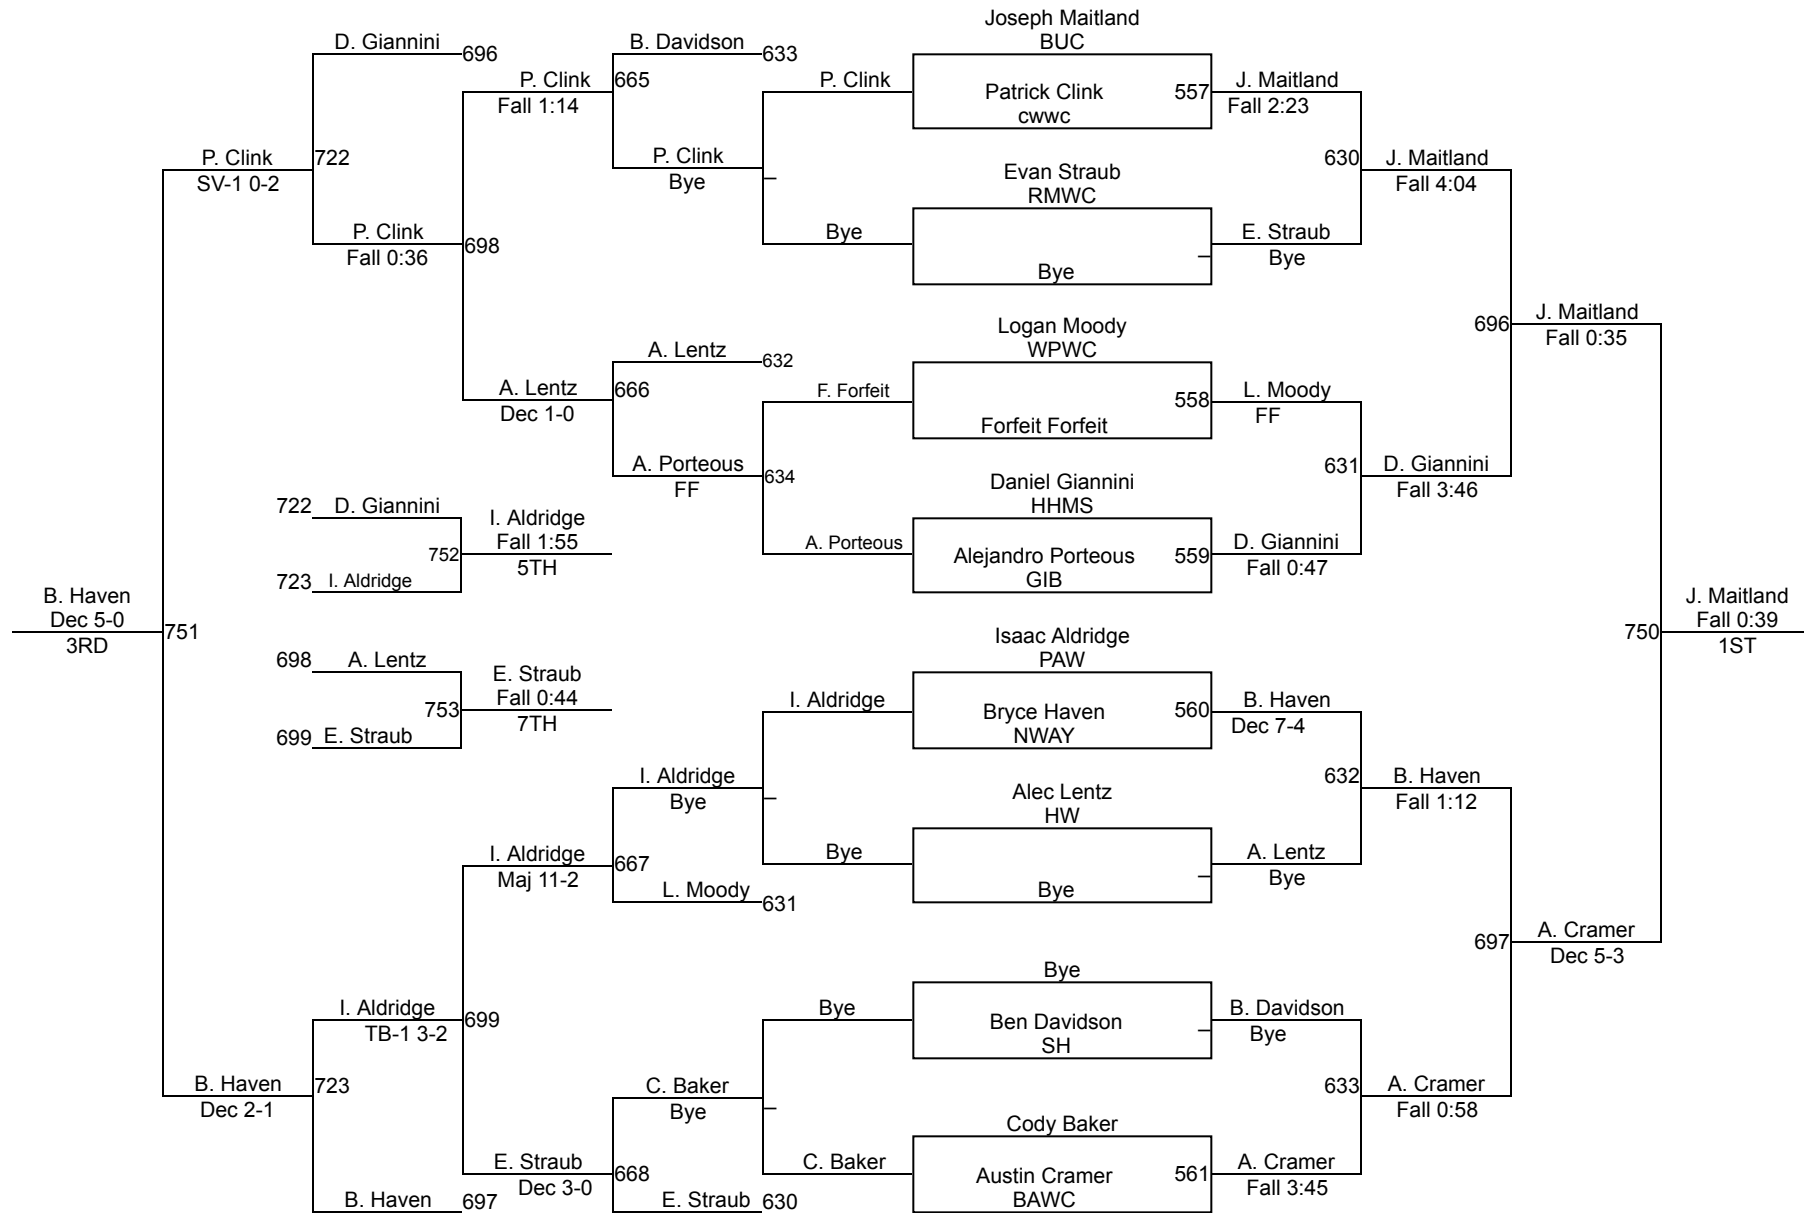 Joseph Maitland
BUC
D. Giannini
696
B. Davidson
633
P. Clink
Fall 1:14
665
P. Clink
Patrick Clink
cwwc
557
J. Maitland
Fall 2:23
P. Clink
SV-1 0-2
722
P. Clink
Bye
Evan Straub
RMWC
630
J. Maitland
Fall 4:04
P. Clink
Fall 0:36
698
Bye
Bye
E. Straub
Bye
Logan Moody
WPWC
696
J. Maitland
Fall 0:35
A. Lentz
632
A. Lentz
Dec 1-0
666
F. Forfeit
Forfeit Forfeit
558
L. Moody
FF
A. Porteous
FF
634
Daniel Giannini
HHMS
631
D. Giannini
Fall 3:46
722
D. Giannini
I. Aldridge
Fall 1:55
5TH
752
723
I. Aldridge
A. Porteous
Alejandro Porteous
GIB
559
D. Giannini
Fall 0:47
B. Haven
Dec 5-0
3RD
751
Isaac Aldridge
PAW
750
J. Maitland
Fall 0:39
1ST
698
A. Lentz
E. Straub
Fall 0:44
7TH
753
699
E. Straub
I. Aldridge
Bryce Haven
NWAY
560
B. Haven
Dec 7-4
I. Aldridge
Bye
Alec Lentz
HW
632
B. Haven
Fall 1:12
I. Aldridge
Maj 11-2
667
Bye
Bye
A. Lentz
Bye
L. Moody
631
697
A. Cramer
Dec 5-3
Bye
I. Aldridge
TB-1 3-2
699
Bye
Ben Davidson
SH
B. Davidson
Bye
B. Haven
Dec 2-1
723
C. Baker
Bye
Cody Baker
633
A. Cramer
Fall 0:58
E. Straub
Dec 3-0
668
C. Baker
Austin Cramer
BAWC
561
A. Cramer
Fall 3:45
B. Haven
697
E. Straub
630